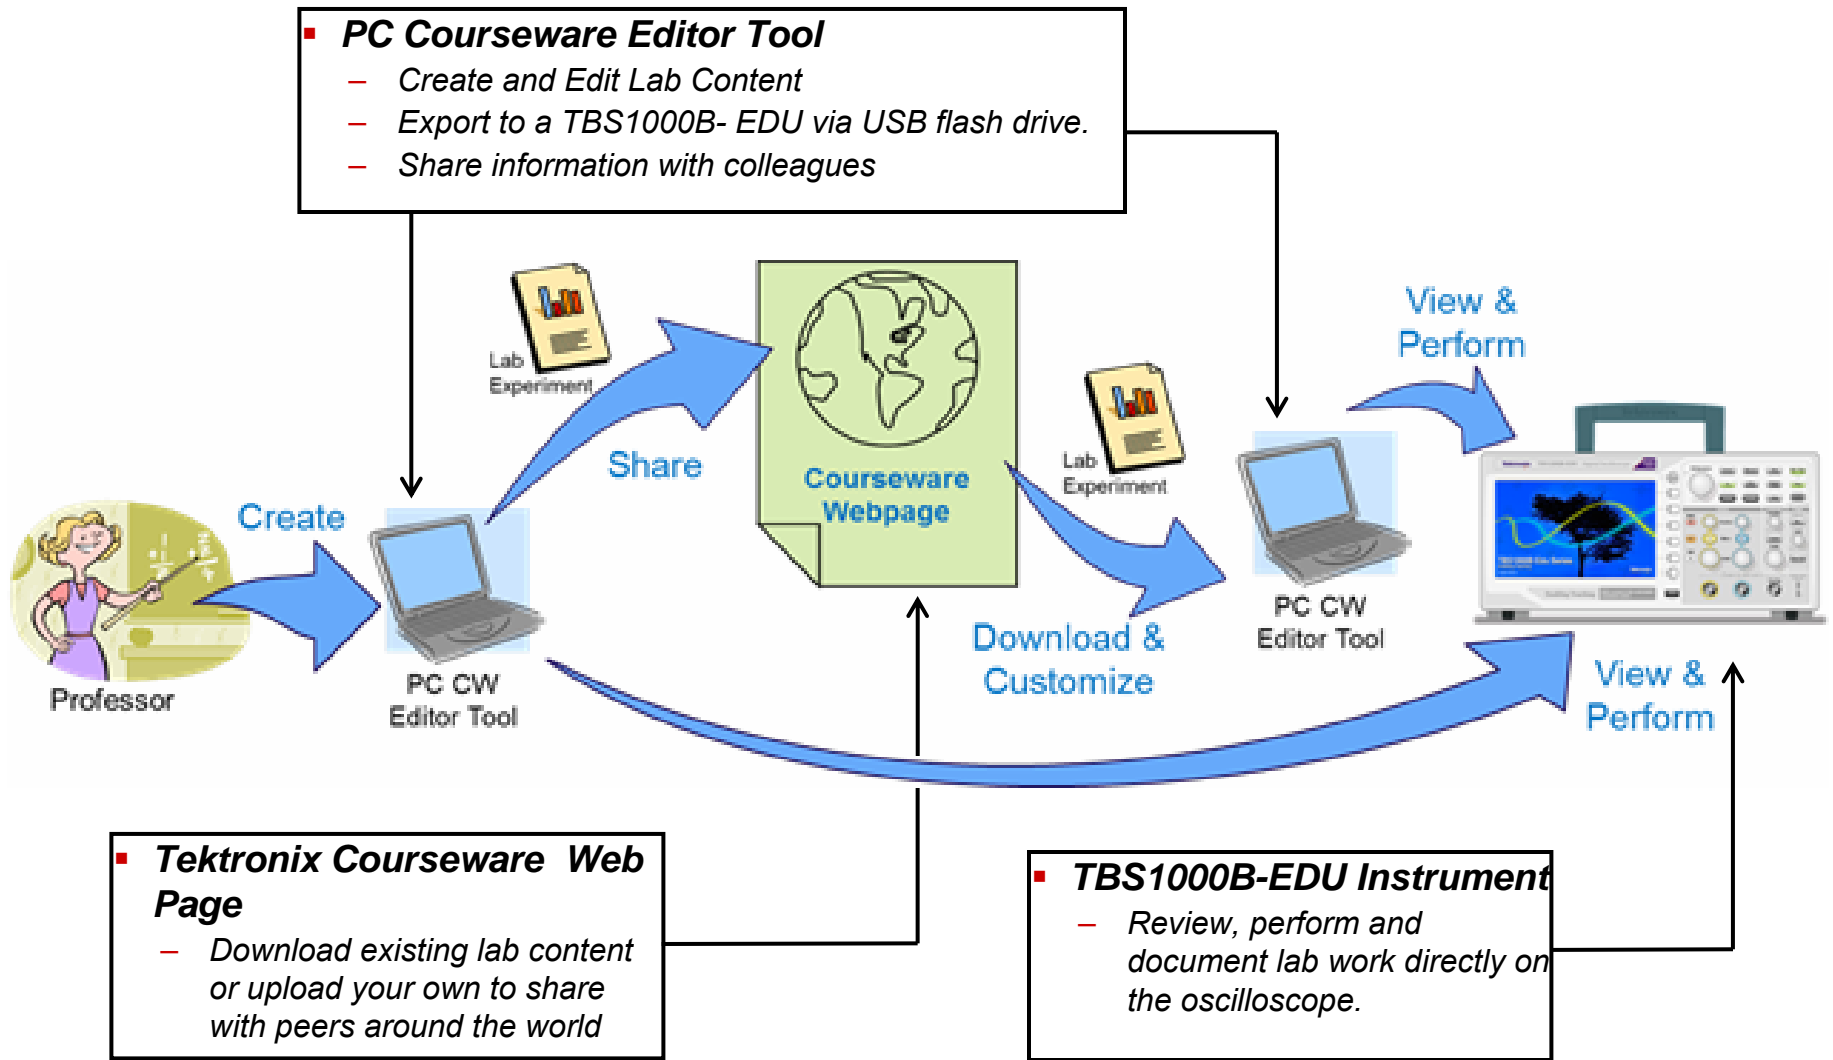 ▪ PC Courseware Editor Tool
– Create and Edit Lab Content
– Export to a TBS1000B- EDU via USB flash drive.
– Share information with colleagues
Lab
Experiment
Share
Courseware
Webpage
Lab
Experiment
View &
Perform
Create
Professor
PC CW
Editor Tool
Download &
Customize
PC CW
Editor Tool
View &
Perform
▪ Tektronix Courseware Web
Page
– Download existing lab content
or upload your own to share
with peers around the world
▪ TBS1000B-EDU Instrument
– Review, perform and
document lab work directly on
the oscilloscope.